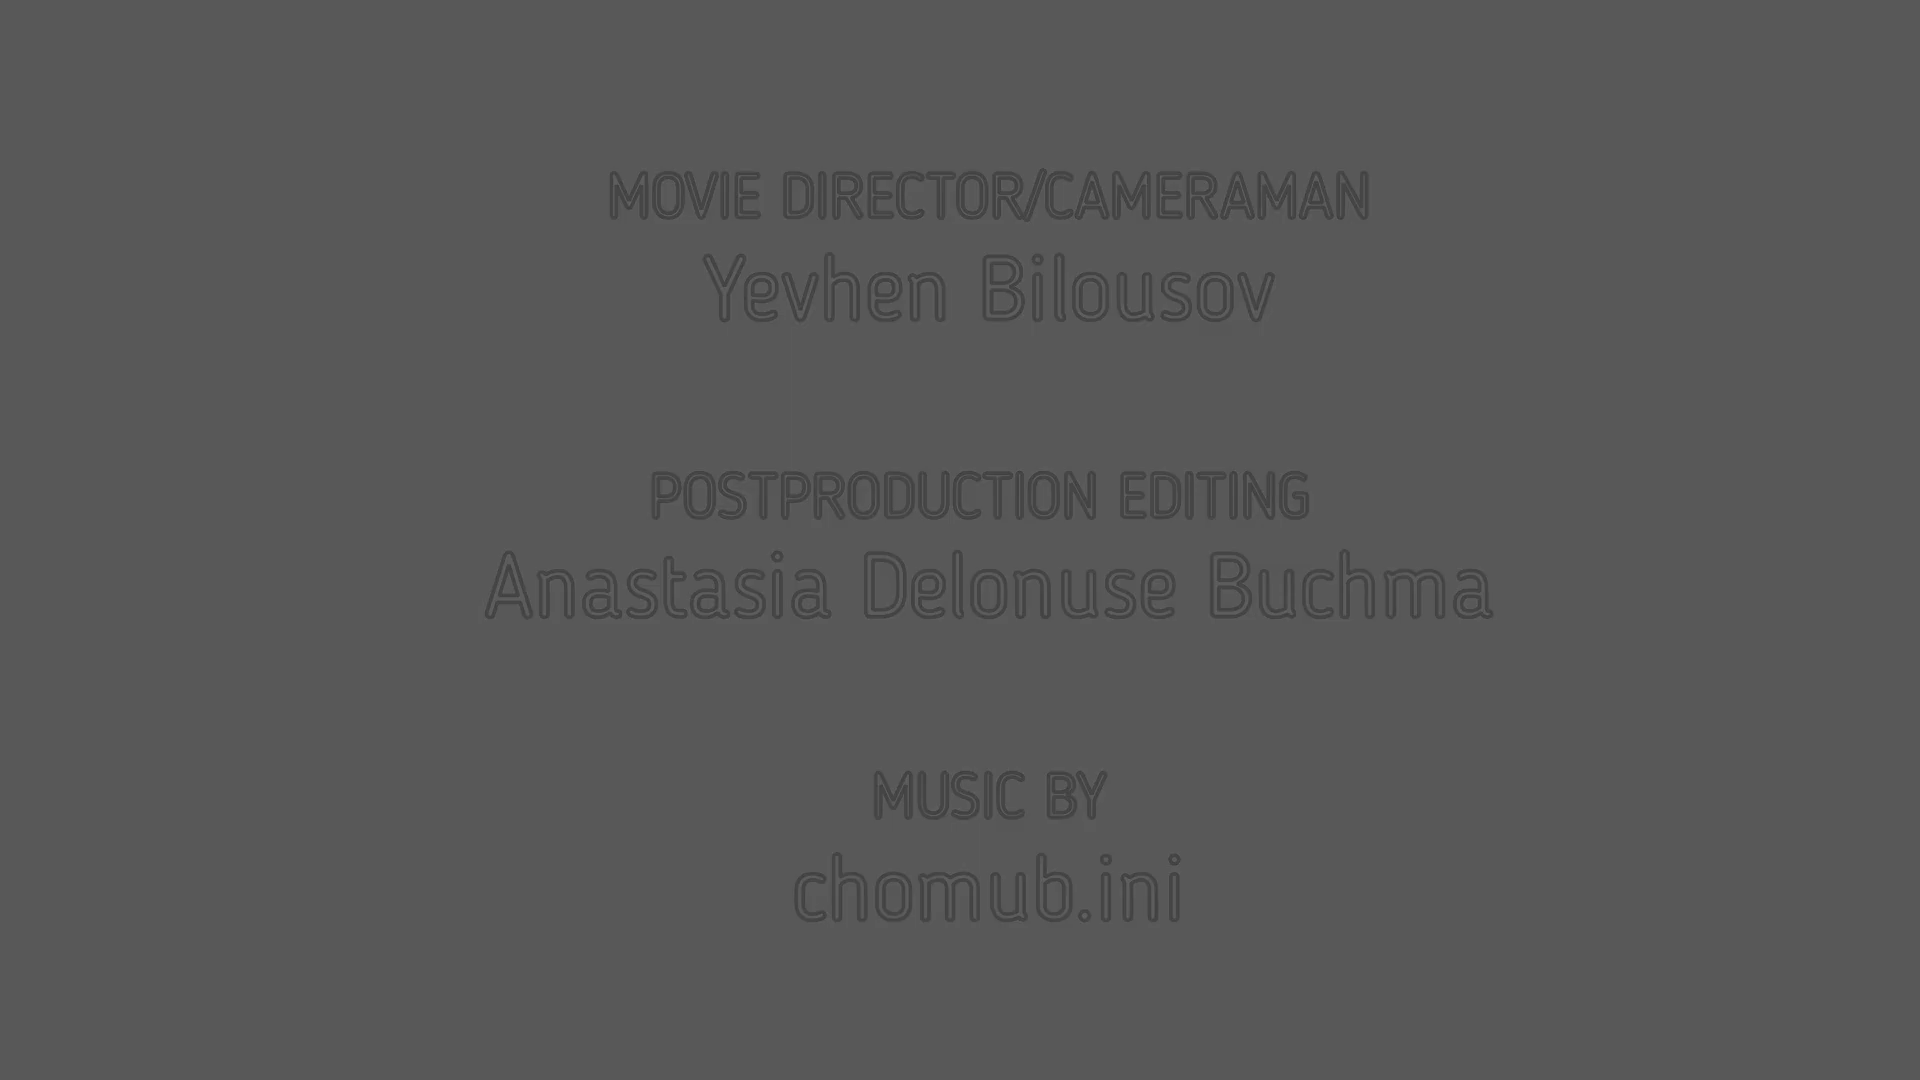 MOVIE DIRECTOR/CAMERAMAN
Yevhen Bilousov
POSTPRODUCTION EDITING
Anastasia Delonuse Buchma
MUSIC BY
chomub.ini